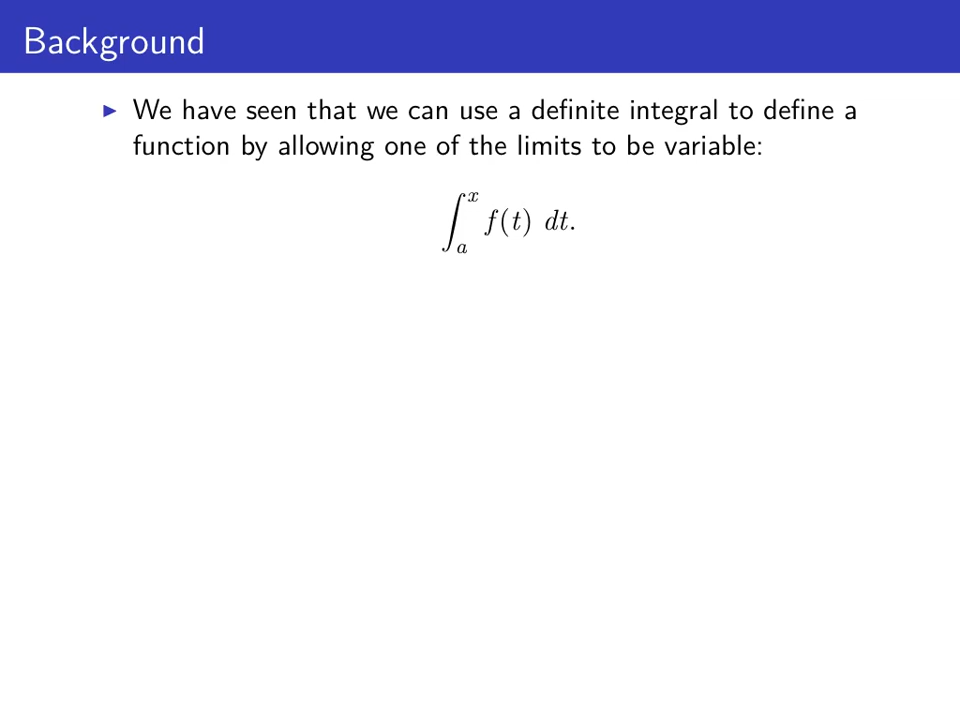 Background
▶ We have seen that we can use a definite integral to define a
function by allowing one of the limits to be variable:
∫ₐˣ f(t) dt.